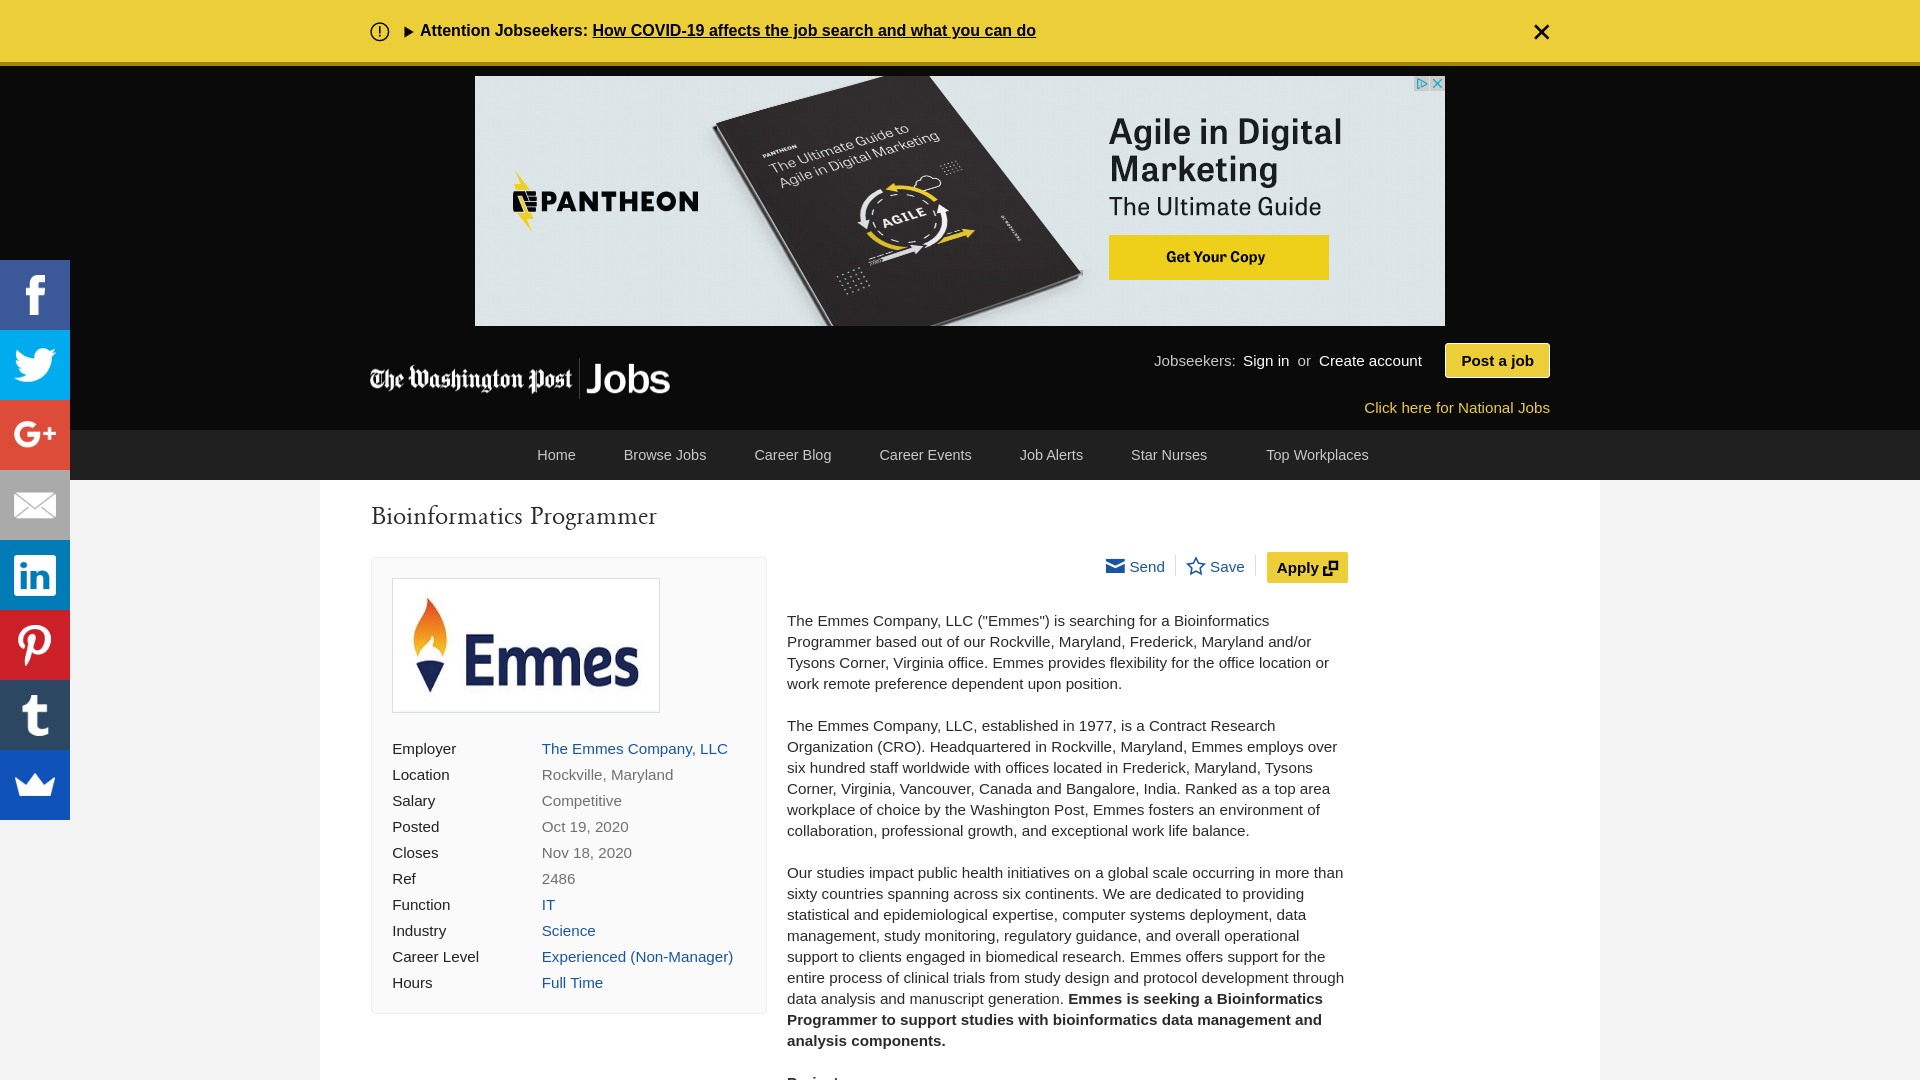 Attention Jobseekers: How COVID-19 affects the job search and what you can do
PANTHEON
PANTHEON
The Ultimate Guide to
Agile in Digital Marketing
AGILE
Agile in Digital
Marketing
The Ultimate Guide
Get Your Copy
The Washington Post Jobs
Jobseekers: Sign in or Create account
Post a job
Click here for National Jobs
Home Browse Jobs Career Blog Career Events Job Alerts Star Nurses Top Workplaces
Bioinformatics Programmer
Send Save Apply
Emmes
Employer The Emmes Company, LLC
Location Rockville, Maryland
Salary Competitive
Posted Oct 19, 2020
Closes Nov 18, 2020
Ref 2486
Function IT
Industry Science
Career Level Experienced (Non-Manager)
Hours Full Time
The Emmes Company, LLC ("Emmes") is searching for a Bioinformatics
Programmer based out of our Rockville, Maryland, Frederick, Maryland and/or
Tysons Corner, Virginia office. Emmes provides flexibility for the office location or
work remote preference dependent upon position.
The Emmes Company, LLC, established in 1977, is a Contract Research
Organization (CRO). Headquartered in Rockville, Maryland, Emmes employs over
six hundred staff worldwide with offices located in Frederick, Maryland, Tysons
Corner, Virginia, Vancouver, Canada and Bangalore, India. Ranked as a top area
workplace of choice by the Washington Post, Emmes fosters an environment of
collaboration, professional growth, and exceptional work life balance.
Our studies impact public health initiatives on a global scale occurring in more than
sixty countries spanning across six continents. We are dedicated to providing
statistical and epidemiological expertise, computer systems deployment, data
management, study monitoring, regulatory guidance, and overall operational
support to clients engaged in biomedical research. Emmes offers support for the
entire process of clinical trials from study design and protocol development through
data analysis and manuscript generation. Emmes is seeking a Bioinformatics
Programmer to support studies with bioinformatics data management and
analysis components.